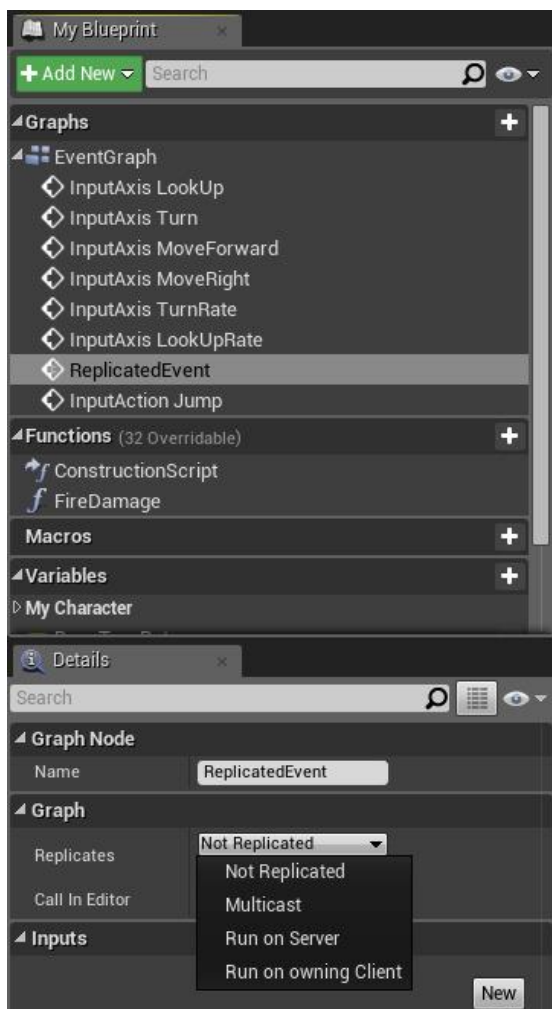 My Blueprint
Add New
Search
Graphs
EventGraph
InputAxis LookUp
InputAxis Turn
InputAxis MoveForward
InputAxis MoveRight
InputAxis TurnRate
InputAxis LookUpRate
ReplicatedEvent
InputAction Jump
Functions (32 Overridable)
ConstructionScript
FireDamage
Macros
Variables
My Character
Details
Search
Graph Node
Name ReplicatedEvent
Graph
Replicates Not Replicated
Not Replicated
Call In Editor Multicast
Inputs Run on Server
Run on owning Client
New